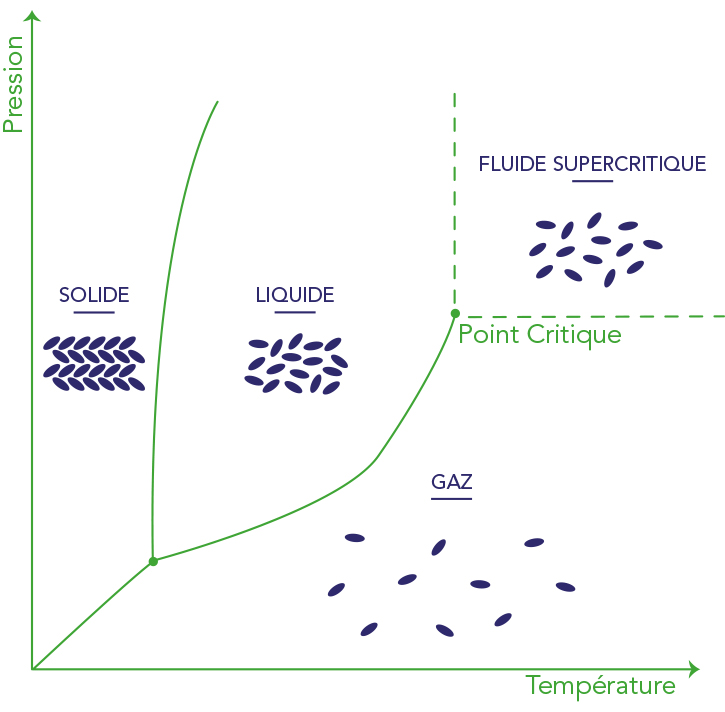 Pression
FLUIDE SUPERCRITIQUE
SOLIDE
LIQUIDE
Point Critique
GAZ
Température